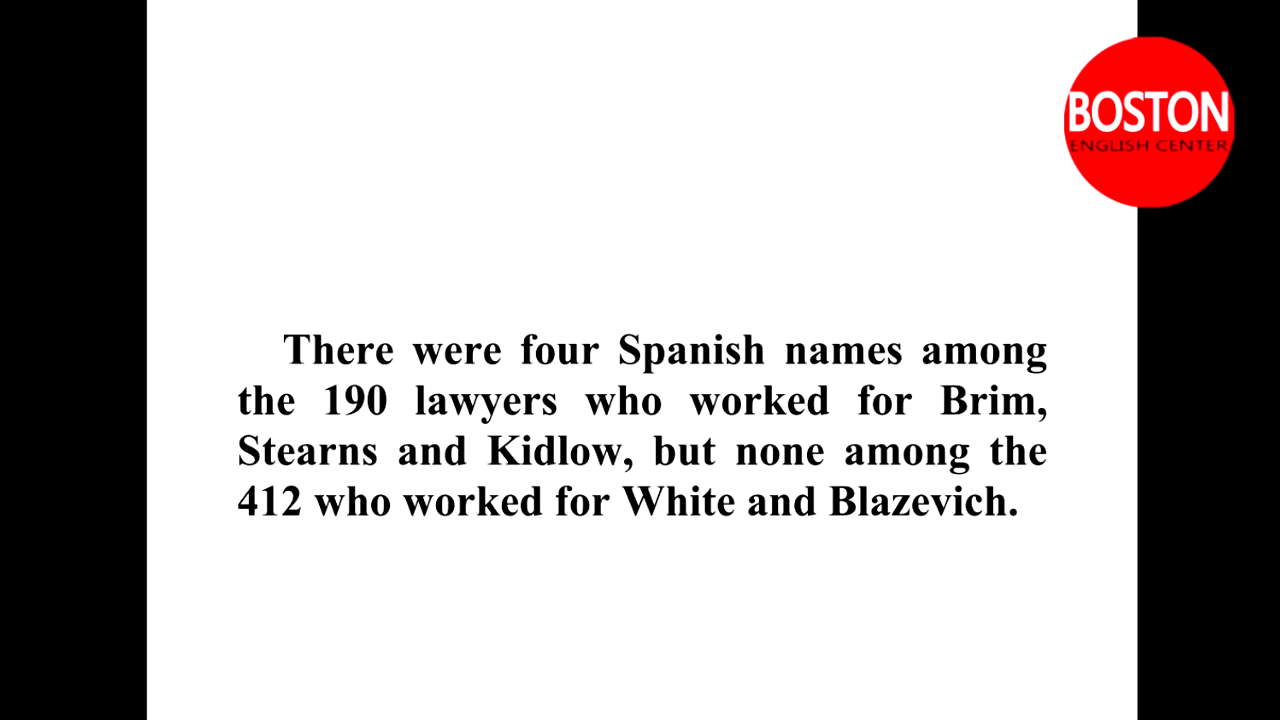 BOSTON
ENGLISH CENTER
There were four Spanish names among
the 190 lawyers who worked for Brim,
Stearns and Kidlow, but none among the
412 who worked for White and Blazevich.